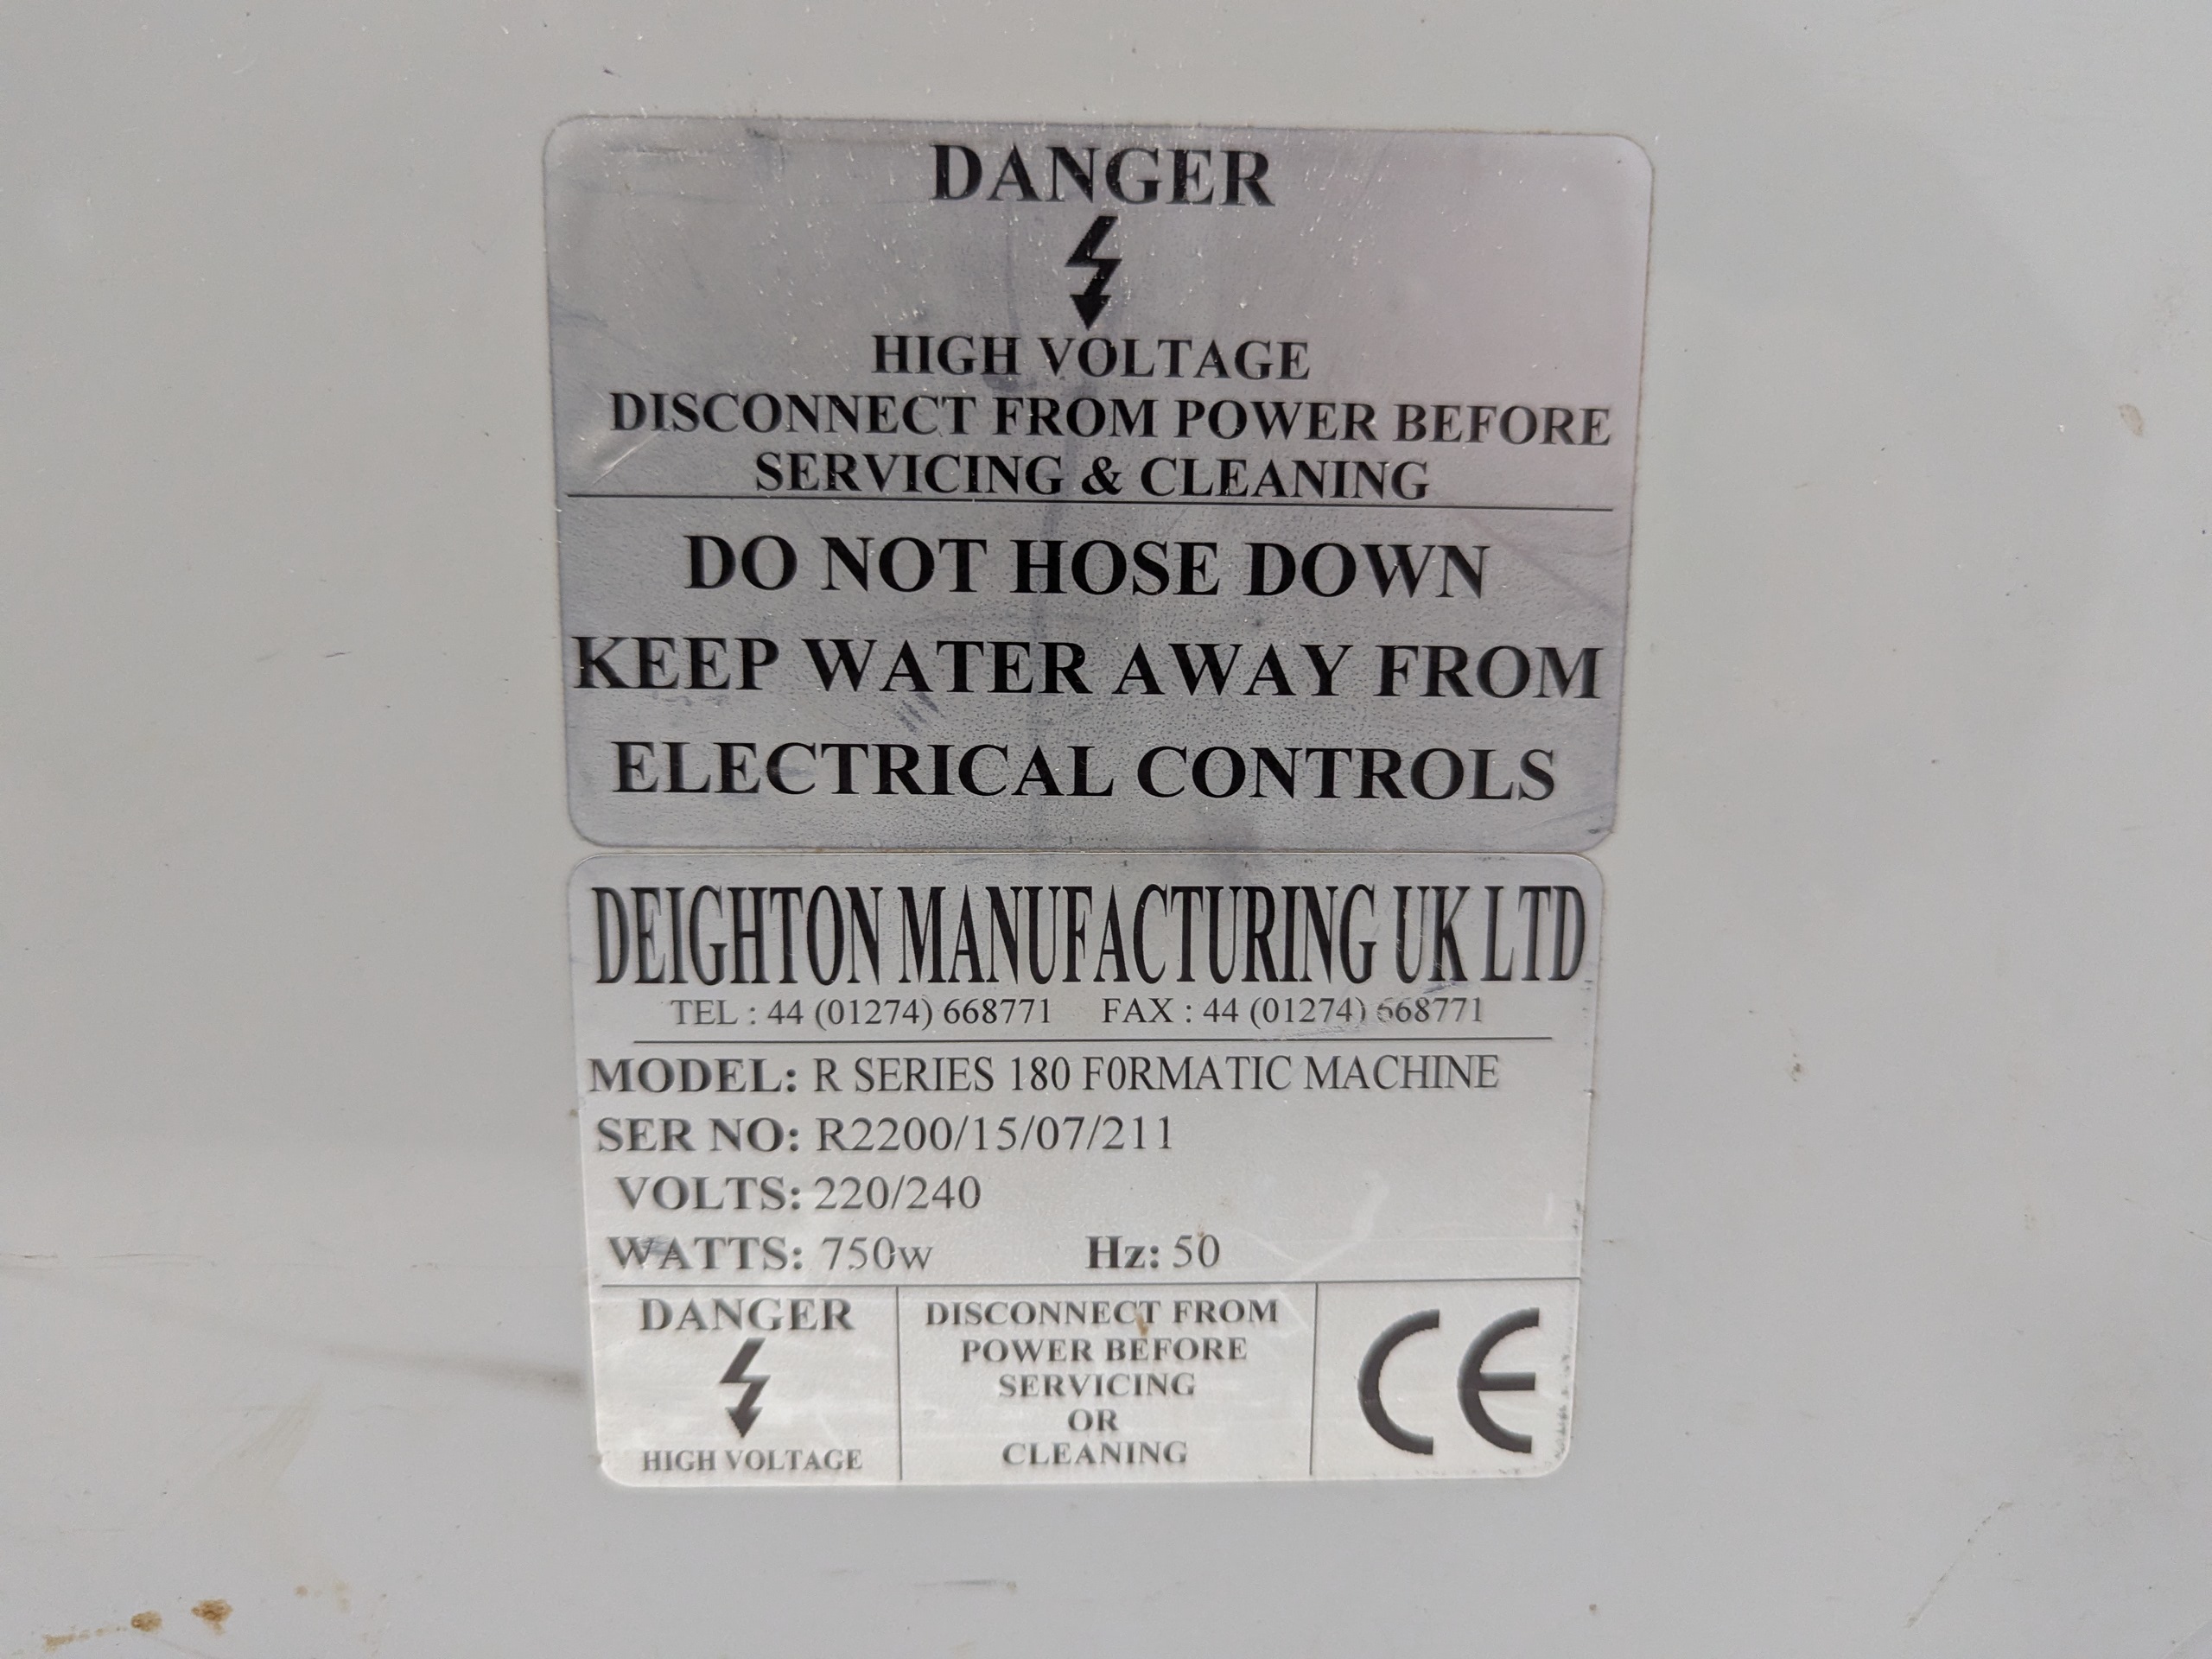 DANGER
HIGH VOLTAGE
DISCONNECT FROM POWER BEFORE
SERVICING & CLEANING
DO NOT HOSE DOWN
KEEP WATER AWAY FROM
ELECTRICAL CONTROLS
DEIGHTON MANUFACTURING UK LTD
TEL : 44 (01274) 668771 FAX : 44 (01274) 668771
MODEL: R SERIES 180 F0RMATIC MACHINE
SER NO: R2200/15/07/211
VOLTS: 220/240
WATTS: 750w Hz: 50
DANGER
HIGH VOLTAGE
DISCONNECT FROM
POWER BEFORE
SERVICING
OR
CLEANING
CE